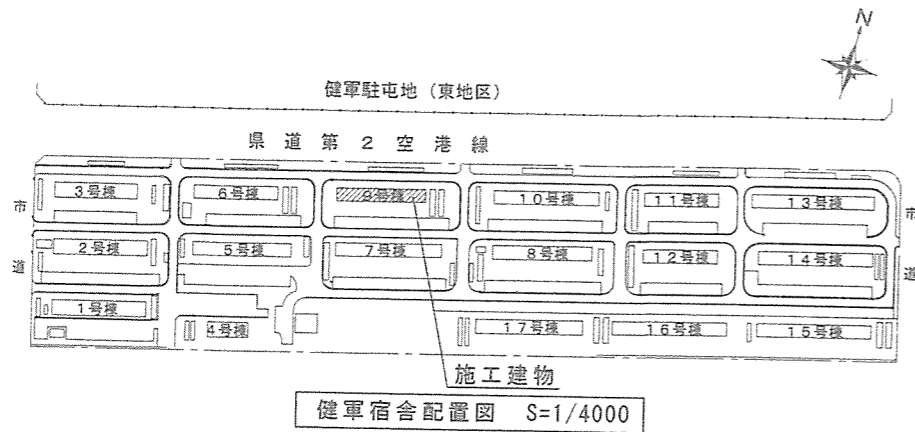 N
健軍駐屯地（東地区）
県道第2空港線
3号棟
6号棟
9号棟
10号棟
11号棟
13号棟
市道
市道
2号棟
5号棟
7号棟
8号棟
12号棟
14号棟
1号棟
4号棟
17号棟
16号棟
15号棟
施工建物
健軍宿舎配置図 S=1/4000